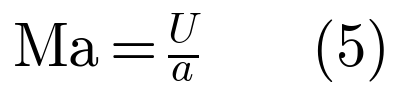 Ma = U/a (5)